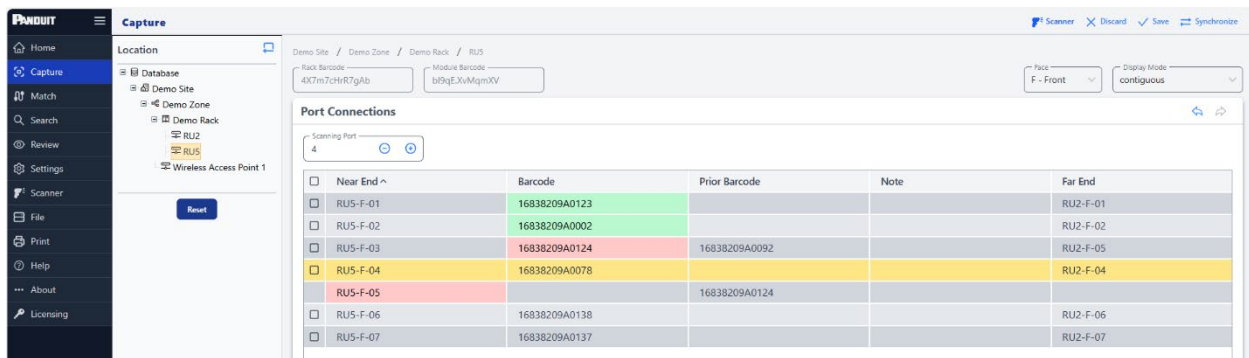 PANDUIT
Capture
Scanner Discard Save Synchronize
Home
Capture
Match
Search
Review
Settings
Scanner
File
Print
Help
About
Licensing
Location
Database
Demo Site
Demo Zone
Demo Rack
RU2
RU5
Wireless Access Point 1
Reset
Demo Site / Demo Zone / Demo Rack / RU5
Rack Barcode
4X7m7cHrR7gAb
Module Barcode
bl9qEXvMqmXV
Face
F - Front
Display Mode
contiguous
Port Connections
Scanning Port
4
Near End Barcode Prior Barcode Note Far End
RU5-F-01 16838209A0123 RU2-F-01
RU5-F-02 16838209A0002 RU2-F-02
RU5-F-03 16838209A0124 16838209A0092 RU2-F-05
RU5-F-04 16838209A0078 RU2-F-04
RU5-F-05 16838209A0124
RU5-F-06 16838209A0138 RU2-F-06
RU5-F-07 16838209A0137 RU2-F-07